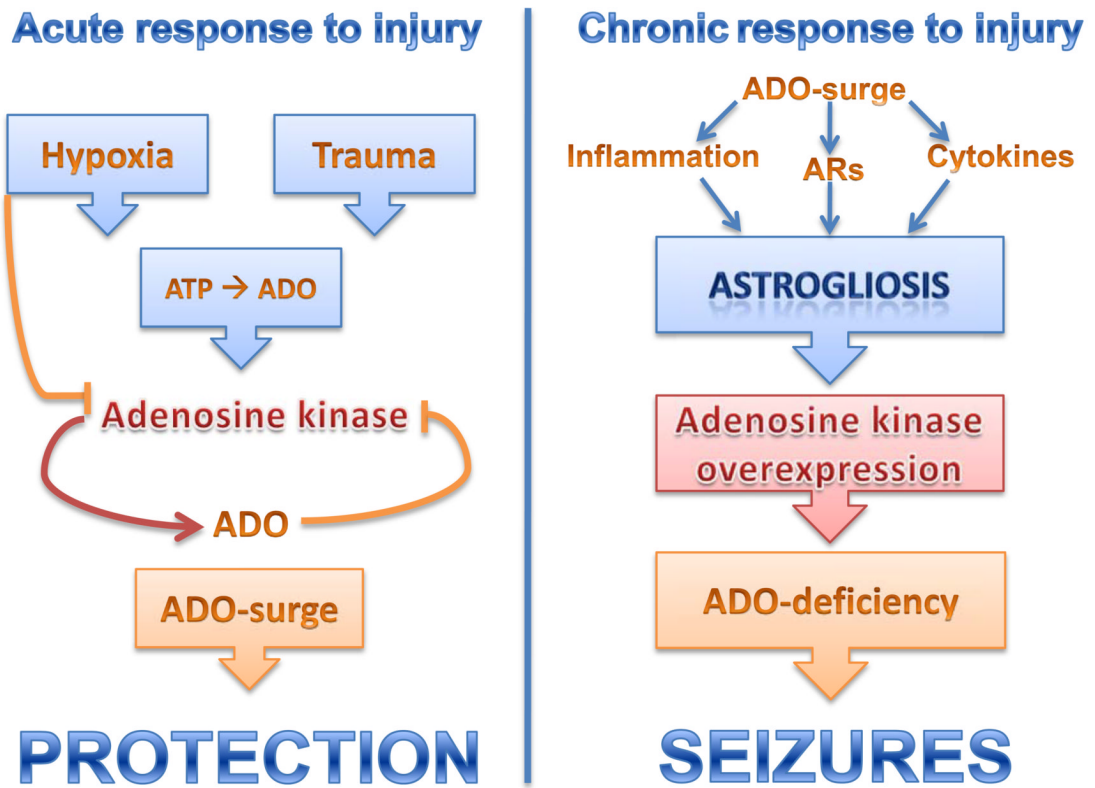 Acute response to injury
Hypoxia
Trauma
ATP → ADO
Adenosine kinase
ADO
ADO-surge
PROTECTION
Chronic response to injury
ADO-surge
Inflammation
ARs
Cytokines
ASTROGLIOSIS
Adenosine kinase
overexpression
ADO-deficiency
SEIZURES